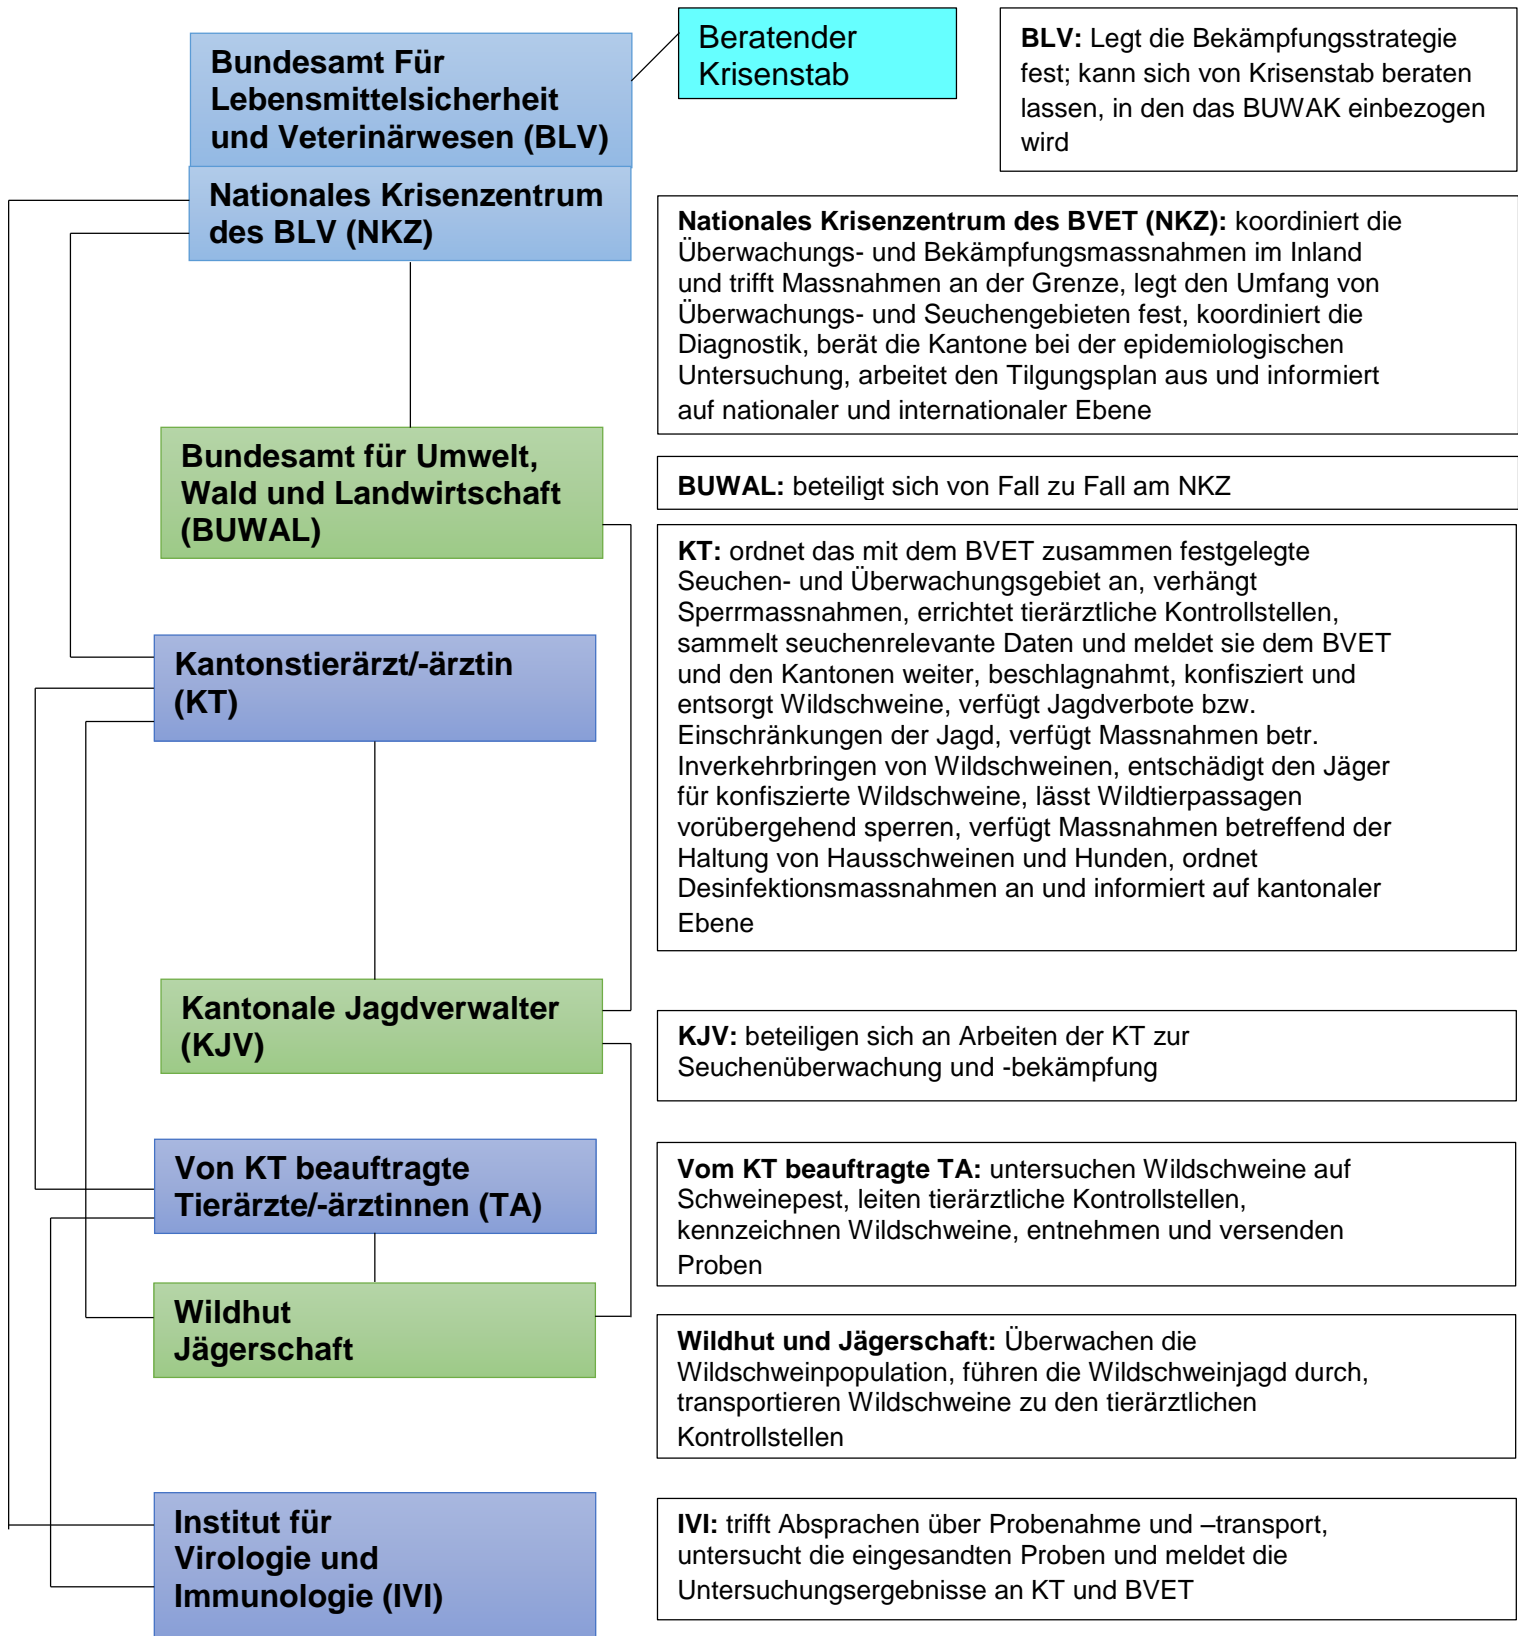 Bundesamt Für
Lebensmittelsicherheit
und Veterinärwesen (BLV)
Beratender
Krisenstab
BLV: Legt die Bekämpfungsstrategie
fest; kann sich von Krisenstab beraten
lassen, in den das BUWAK einbezogen
wird
Nationales Krisenzentrum
des BLV (NKZ)
Nationales Krisenzentrum des BVET (NKZ): koordiniert die
Überwachungs- und Bekämpfungsmassnahmen im Inland
und trifft Massnahmen an der Grenze, legt den Umfang von
Überwachungs- und Seuchengebieten fest, koordiniert die
Diagnostik, berät die Kantone bei der epidemiologischen
Untersuchung, arbeitet den Tilgungsplan aus und informiert
auf nationaler und internationaler Ebene
Bundesamt für Umwelt,
Wald und Landwirtschaft
(BUWAL)
BUWAL: beteiligt sich von Fall zu Fall am NKZ
KT: ordnet das mit dem BVET zusammen festgelegte
Seuchen- und Überwachungsgebiet an, verhängt
Sperrmassnahmen, errichtet tierärztliche Kontrollstellen,
sammelt seuchenrelevante Daten und meldet sie dem BVET
und den Kantonen weiter, beschlagnahmt, konfisziert und
entsorgt Wildschweine, verfügt Jagdverbote bzw.
Einschränkungen der Jagd, verfügt Massnahmen betr.
Inverkehrbringen von Wildschweinen, entschädigt den Jäger
für konfiszierte Wildschweine, lässt Wildtierpassagen
vorübergehend sperren, verfügt Massnahmen betreffend der
Haltung von Hausschweinen und Hunden, ordnet
Desinfektionsmassnahmen an und informiert auf kantonaler
Ebene
Kantonstierärzt/-ärztin
(KT)
Kantonale Jagdverwalter
(KJV)
KJV: beteiligen sich an Arbeiten der KT zur
Seuchenüberwachung und -bekämpfung
Von KT beauftragte
Tierärzte/-ärztinnen (TA)
Vom KT beauftragte TA: untersuchen Wildschweine auf
Schweinepest, leiten tierärztliche Kontrollstellen,
kennzeichnen Wildschweine, entnehmen und versenden
Proben
Wildhut
Jägerschaft
Wildhut und Jägerschaft: Überwachen die
Wildschweinpopulation, führen die Wildschweinjagd durch,
transportieren Wildschweine zu den tierärztlichen
Kontrollstellen
Institut für
Virologie und
Immunologie (IVI)
IVI: trifft Absprachen über Probenahme und –transport,
untersucht die eingesandten Proben und meldet die
Untersuchungsergebnisse an KT und BVET